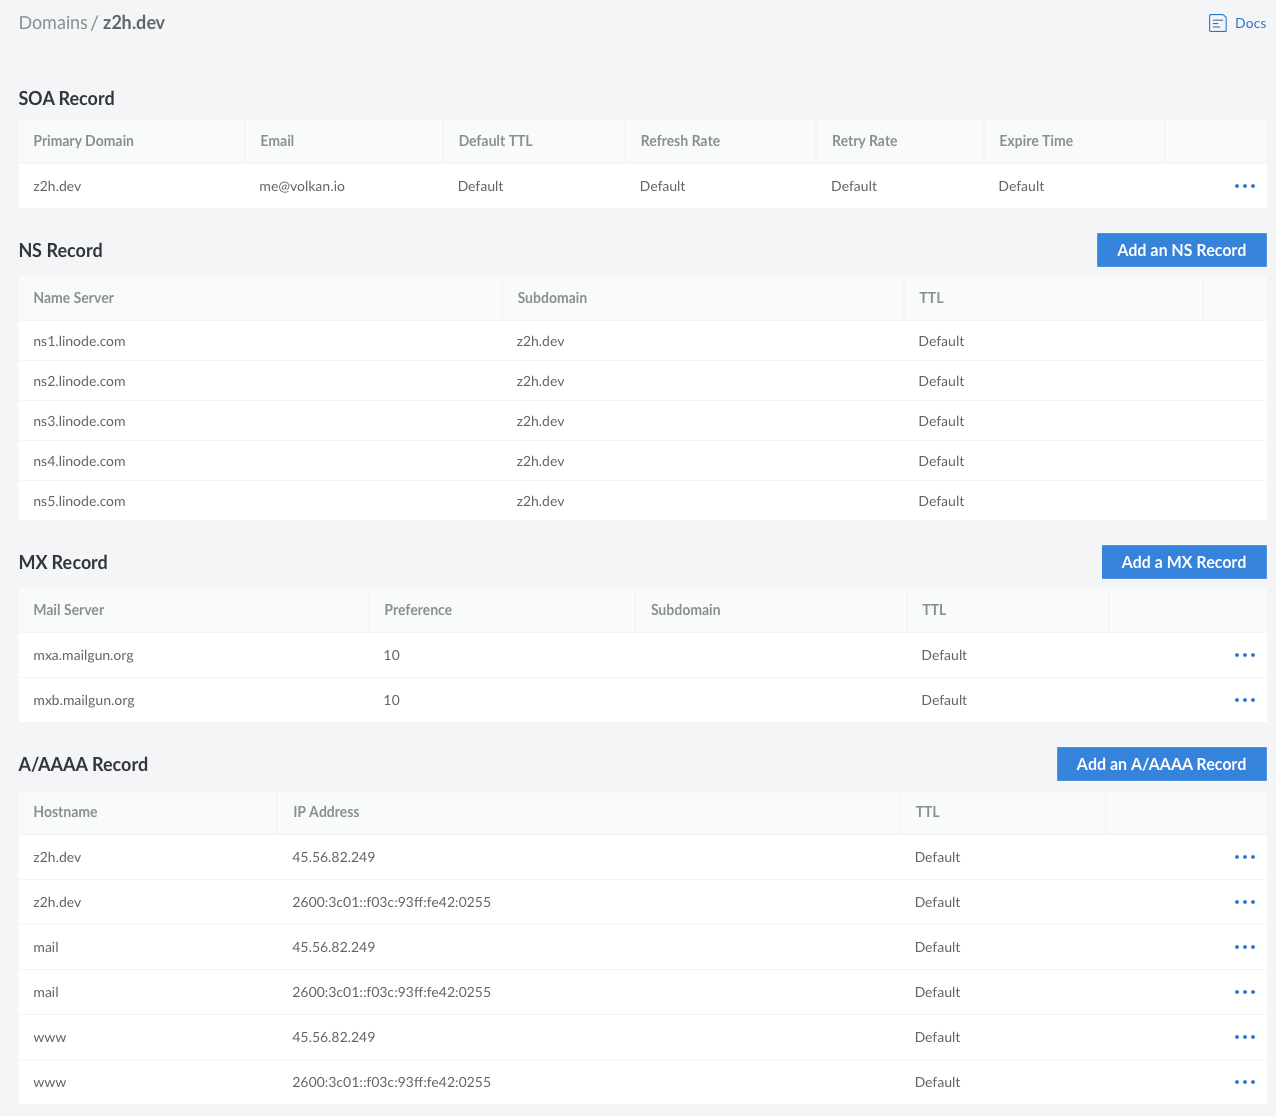 Domains / z2h.dev
Docs
SOA Record
Primary Domain Email Default TTL Refresh Rate Retry Rate Expire Time
z2h.dev me@volkan.io Default Default Default Default
NS Record Add an NS Record
Name Server Subdomain TTL
ns1.linode.com z2h.dev Default
ns2.linode.com z2h.dev Default
ns3.linode.com z2h.dev Default
ns4.linode.com z2h.dev Default
ns5.linode.com z2h.dev Default
MX Record Add a MX Record
Mail Server Preference Subdomain TTL
mxa.mailgun.org 10 Default
mxb.mailgun.org 10 Default
A/AAAA Record Add an A/AAAA Record
Hostname IP Address TTL
z2h.dev 45.56.82.249 Default
z2h.dev 2600:3c01::f03c:93ff:fe42:0255 Default
mail 45.56.82.249 Default
mail 2600:3c01::f03c:93ff:fe42:0255 Default
www 45.56.82.249 Default
www 2600:3c01::f03c:93ff:fe42:0255 Default